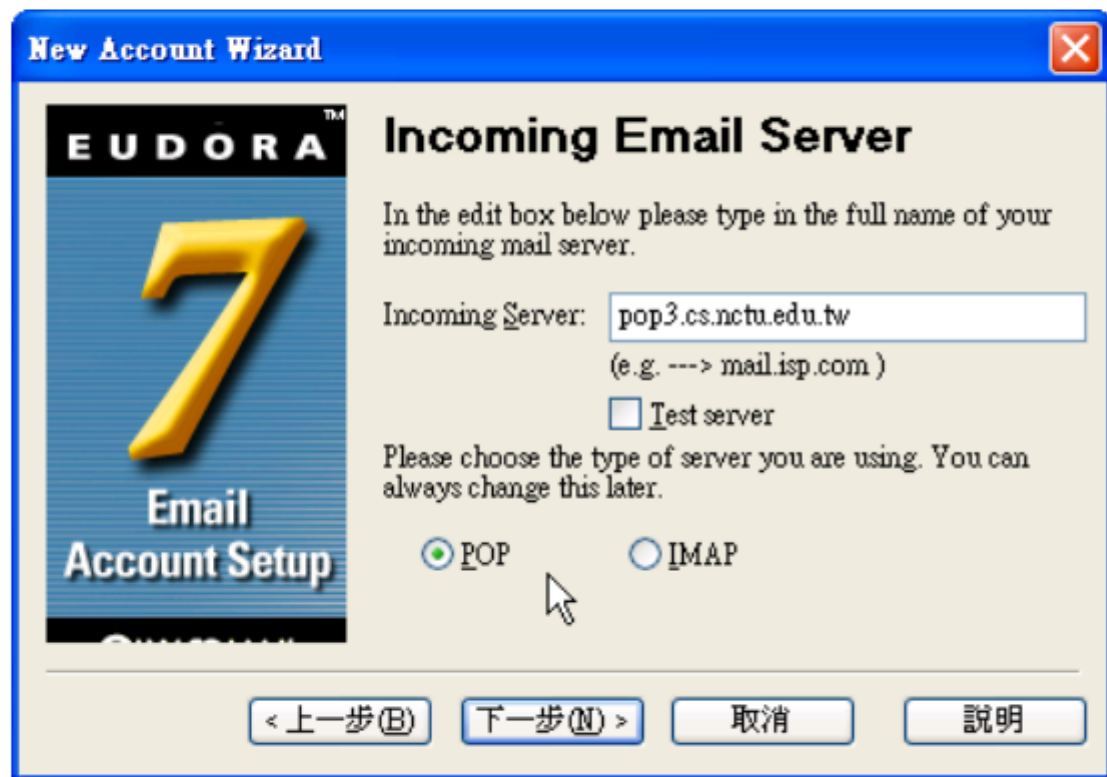 New Account Wizard
EUDORA™
7
Email
Account Setup
Incoming Email Server
In the edit box below please type in the full name of your
incoming mail server.
Incoming Server: pop3.cs.nctu.edu.tw
(e.g. ---> mail.isp.com )
Test server
Please choose the type of server you are using. You can
always change this later.
POP IMAP
< 上一步(B) 下一步(N) > 取消 說明